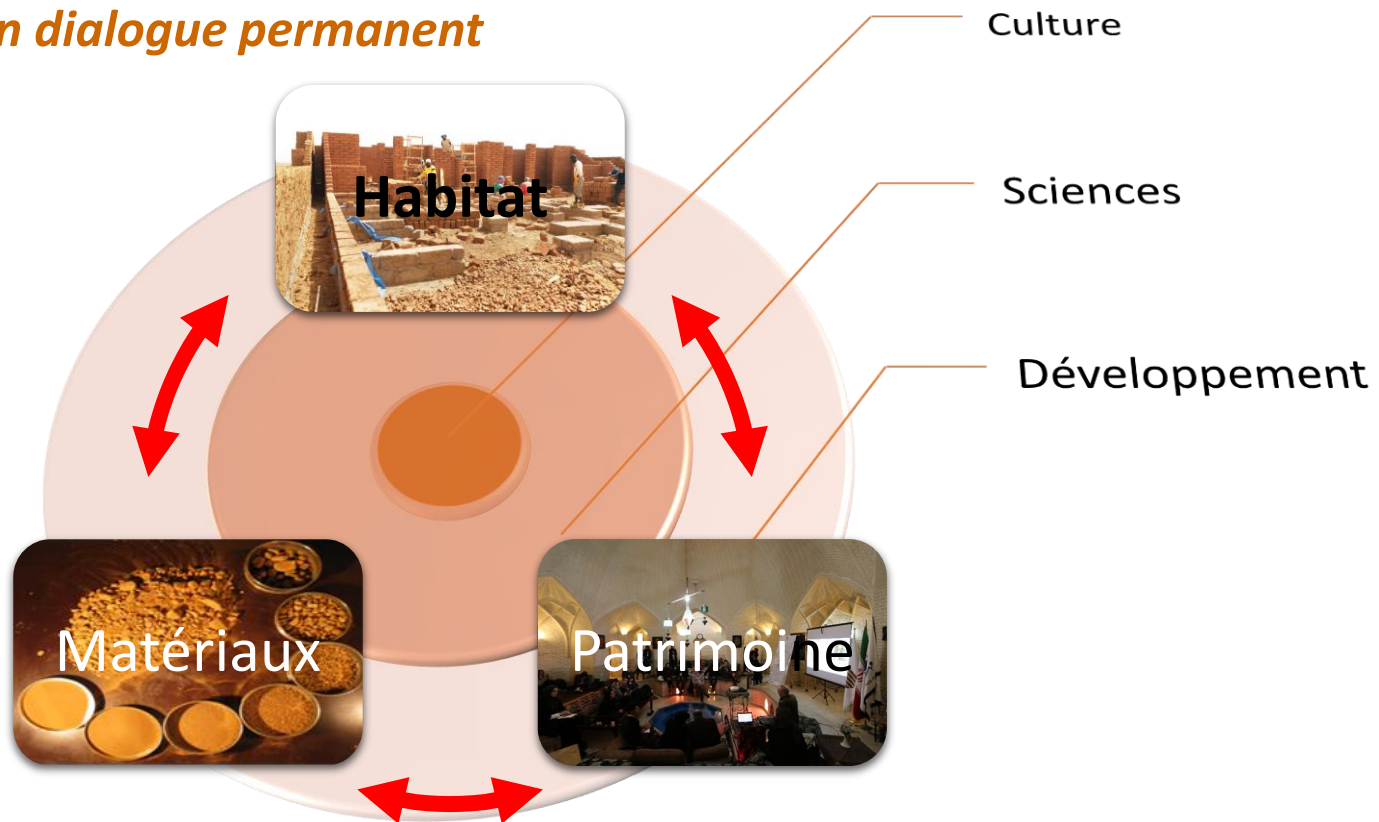 n dialogue permanent
Culture
Habitat
Sciences
Développement
Matériaux
Patrimoine